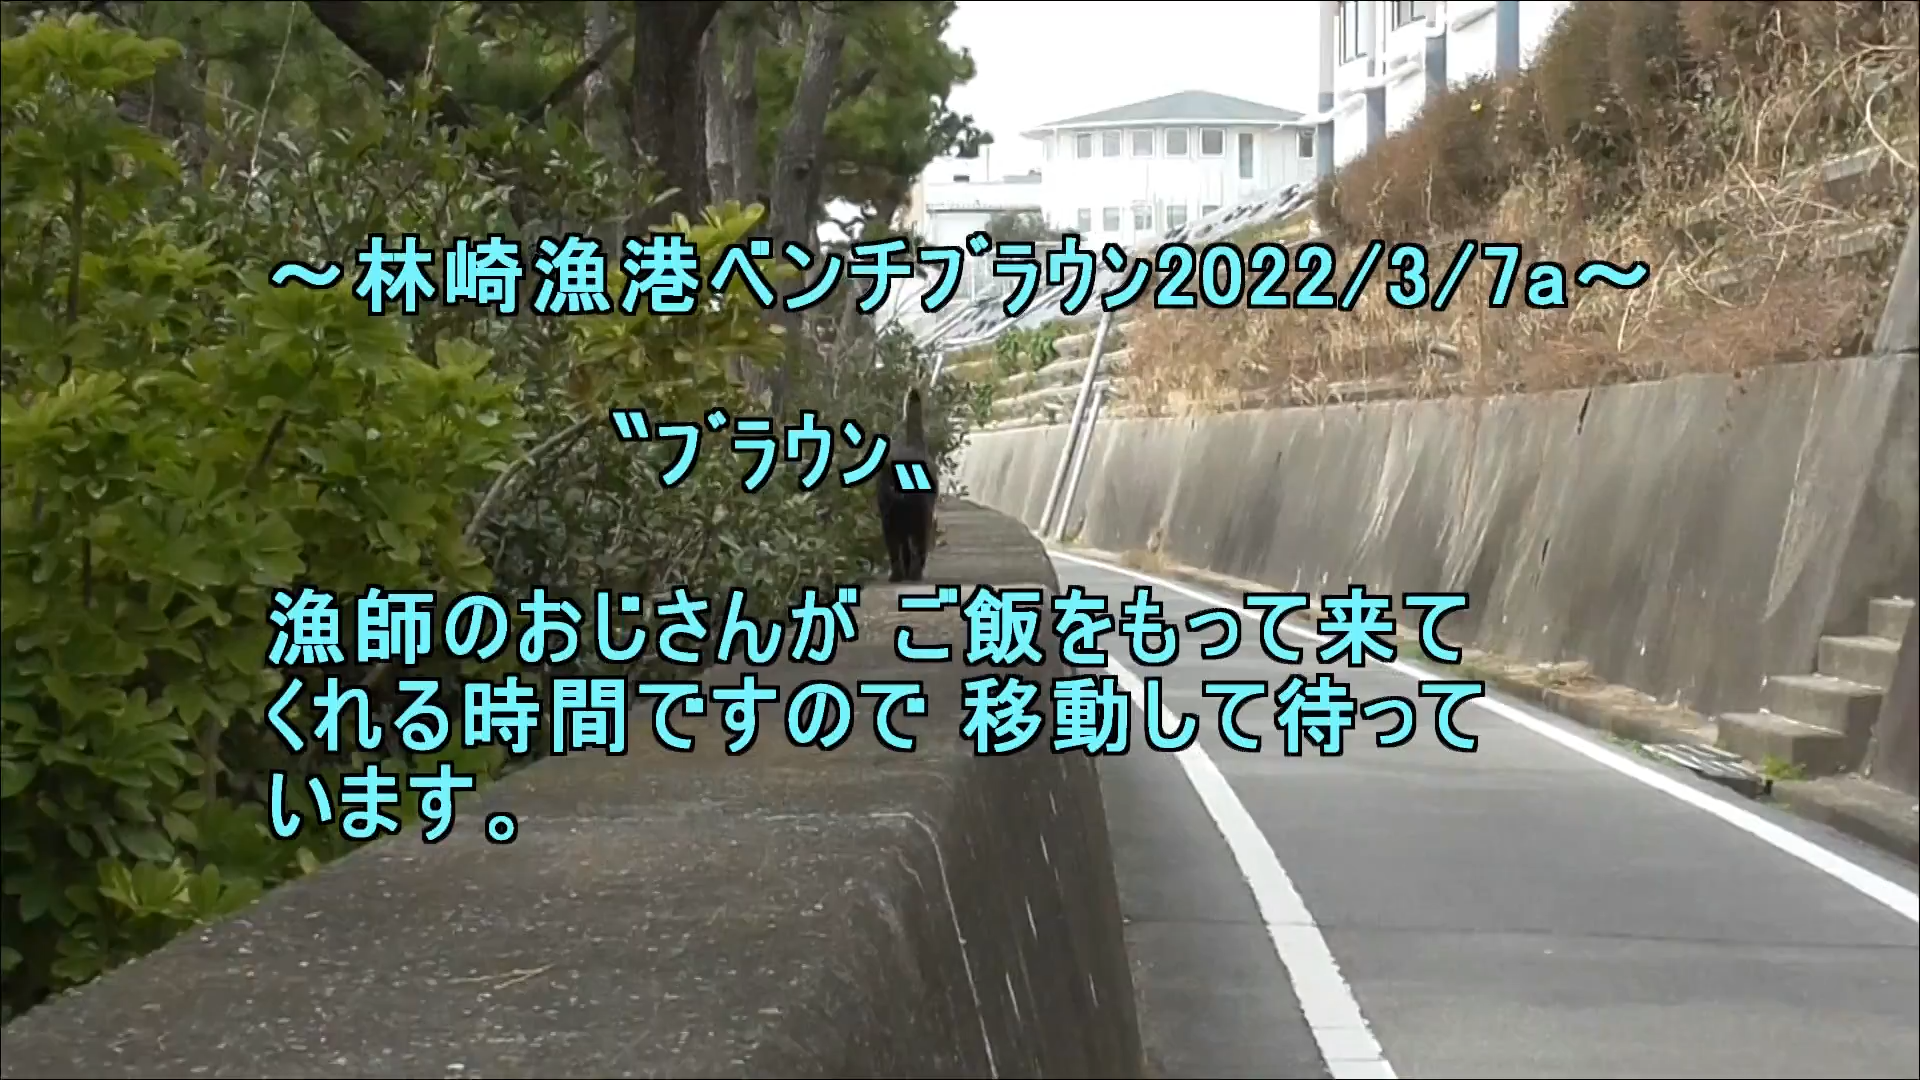 ～林崎漁港ベンチﾌﾞﾗｳﾝ2022/3/7a～
〝ﾌﾞﾗｳﾝ〟
漁師のおじさんが ご飯をもって来て
くれる時間ですので 移動して待って
います。